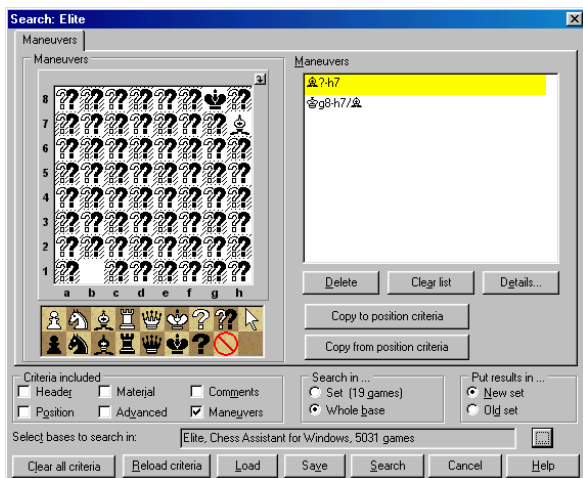 Search: Elite
Maneuvers
Maneuvers
Maneuvers
♗?-h7
♔g8-h7/♗
8
7
6
5
4
3
2
1
a b c d e f g h
Delete Clear list Details...
Copy to position criteria
Copy from position criteria
Criteria included
Header Material Comments
Position Advanced Maneuvers
Search in ...
Set (19 games)
Whole base
Put results in ...
New set
Old set
Select bases to search in: Elite, Chess Assistant for Windows, 5031 games
Clear all criteria Reload criteria Load Save Search Cancel Help